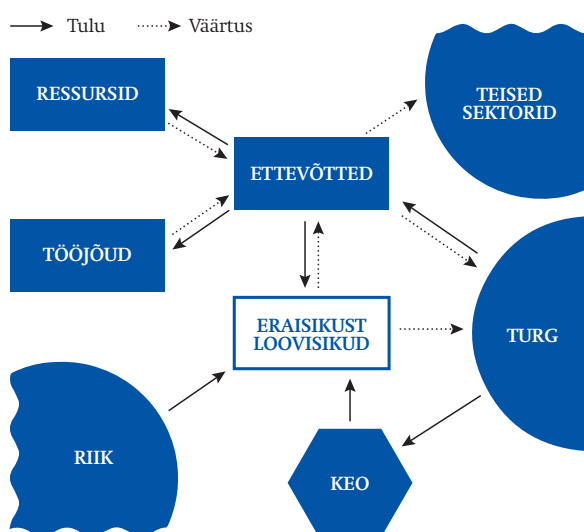 Tulu
Väärtus
RESSURSID
TEISED
SEKTORID
ETTEVÕTTED
TÖÖJÕUD
ERAISIKUST
LOOVISIKUD
TURG
RIIK
KEO